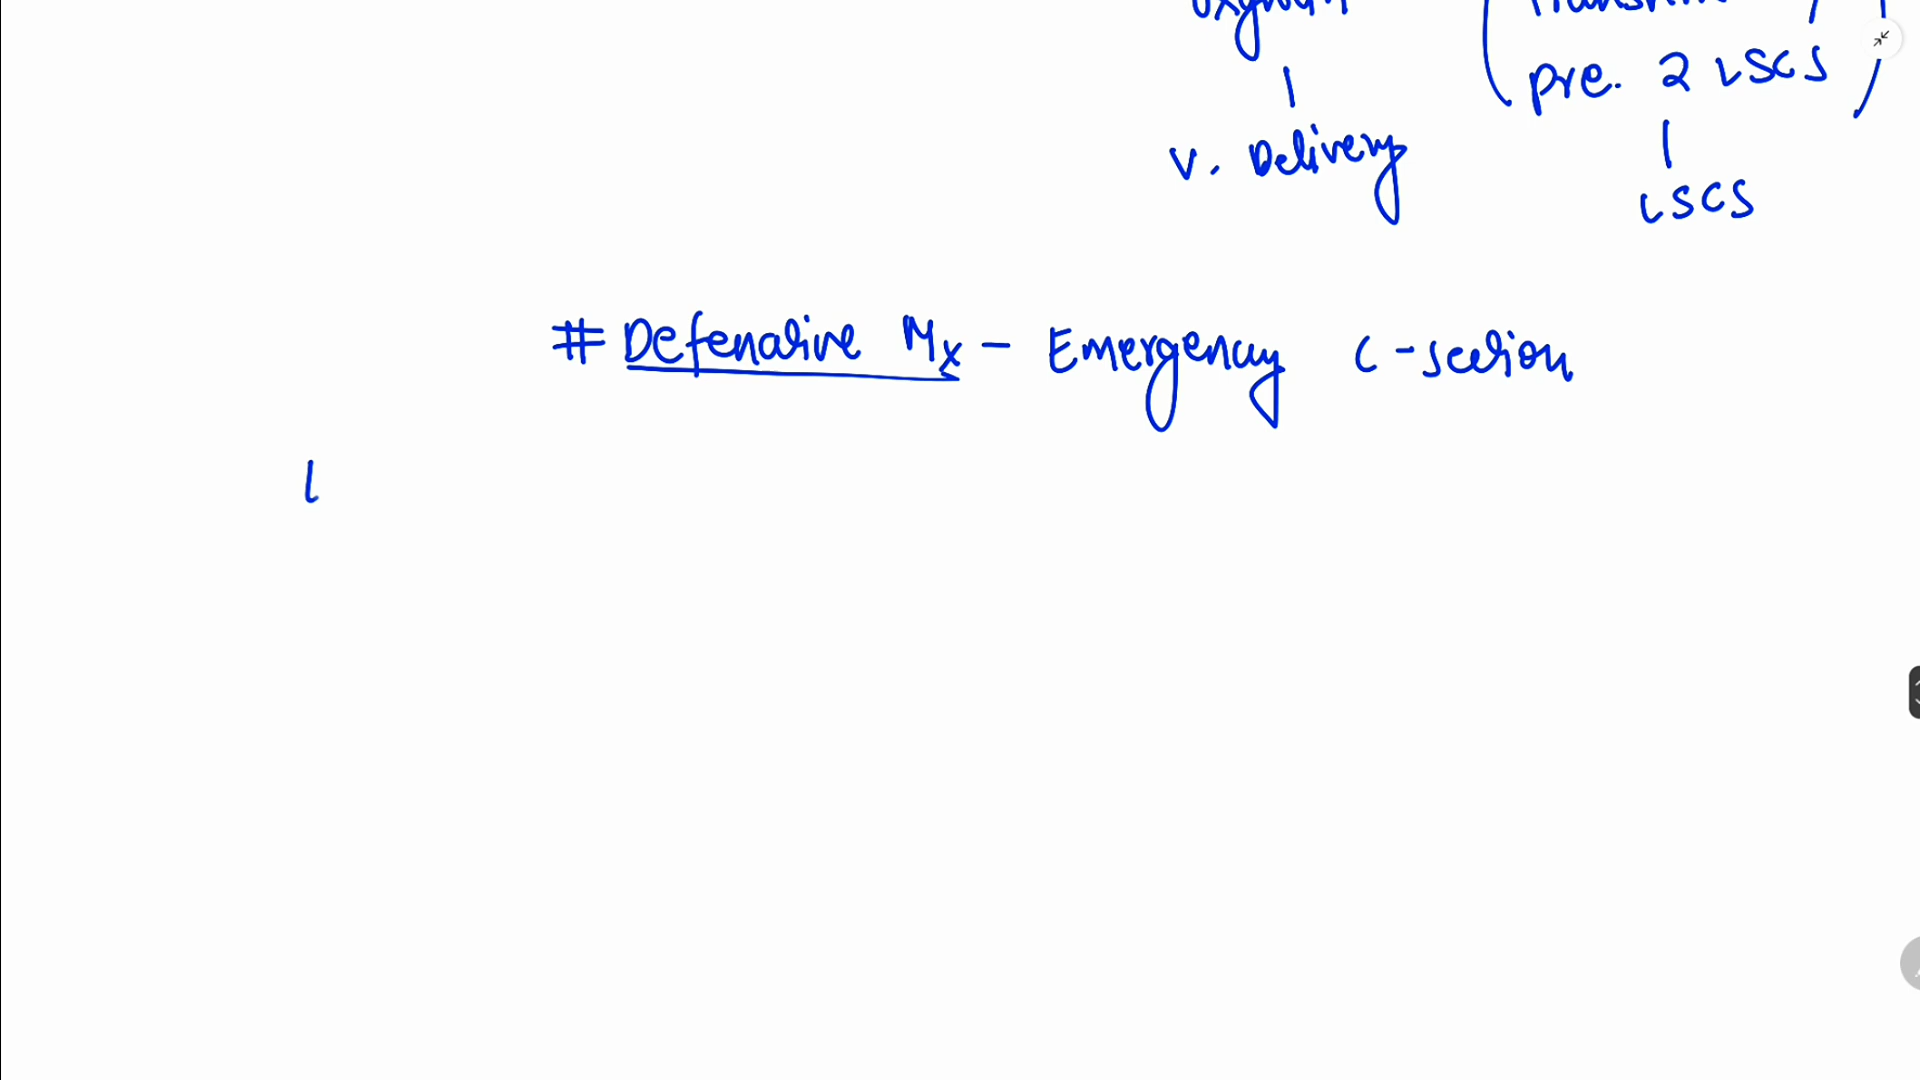 pre. 2 LSCS
V. Delivery
LSCS
# Defenative Mx - Emergency C-section